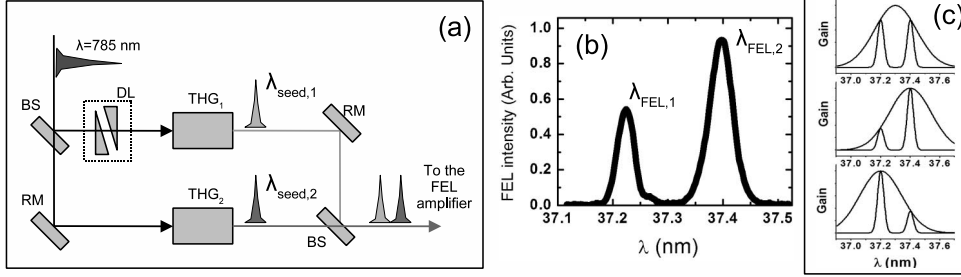 (a)
λ=785 nm
BS
DL
THG1
λseed,1
RM
RM
THG2
λseed,2
BS
To the
FEL
amplifier
(b)
FEL intensity (Arb. Units)
1.0
0.8
0.6
0.4
0.2
0.0
λFEL,1
λFEL,2
37.1 37.2 37.3 37.4 37.5
λ (nm)
(c)
Gain
37.0 37.2 37.4 37.6
Gain
37.0 37.2 37.4 37.6
Gain
37.0 37.2 37.4 37.6
λ (nm)